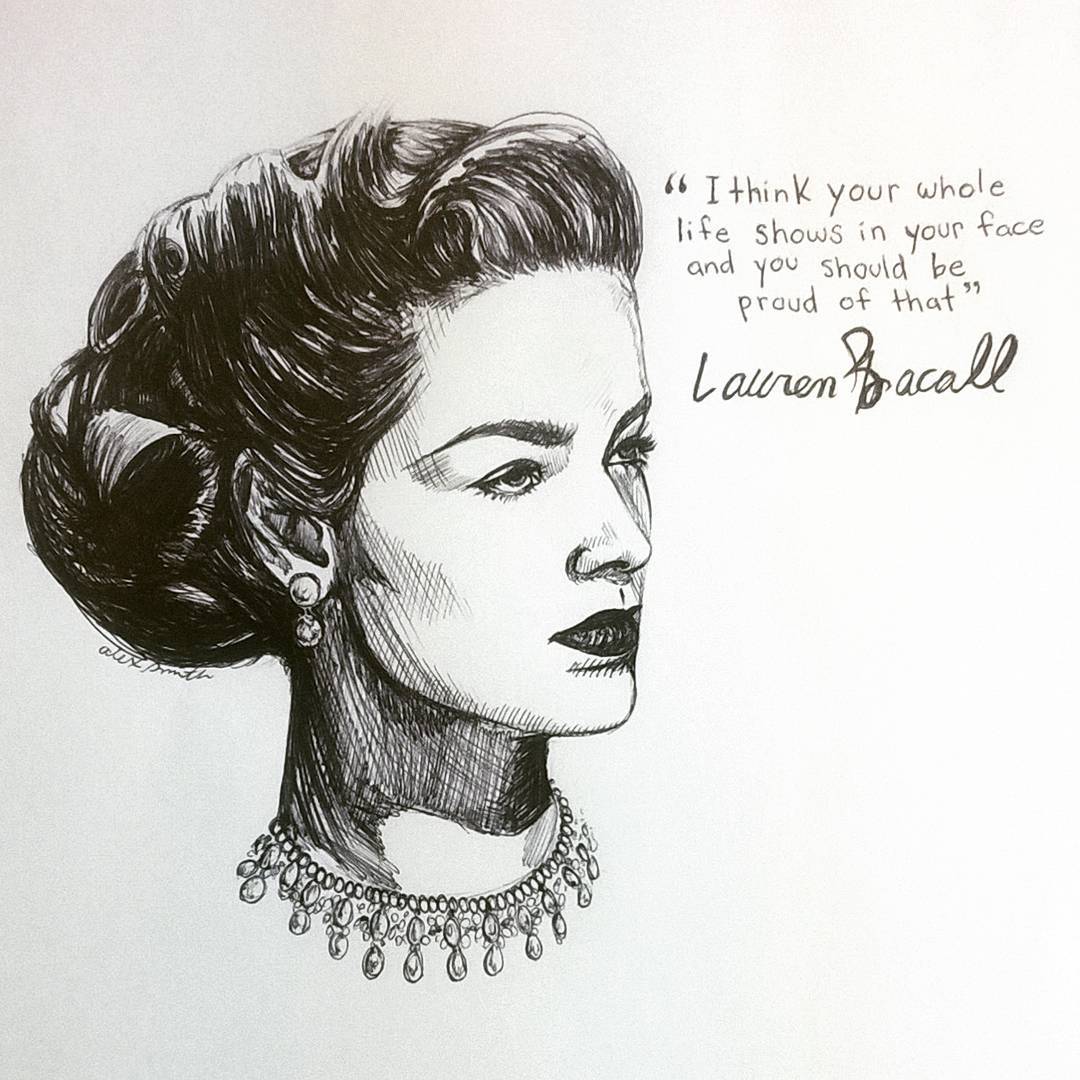 “ I think your whole
life shows in your face
and you should be
proud of that”
Lauren Bacall
alex smith